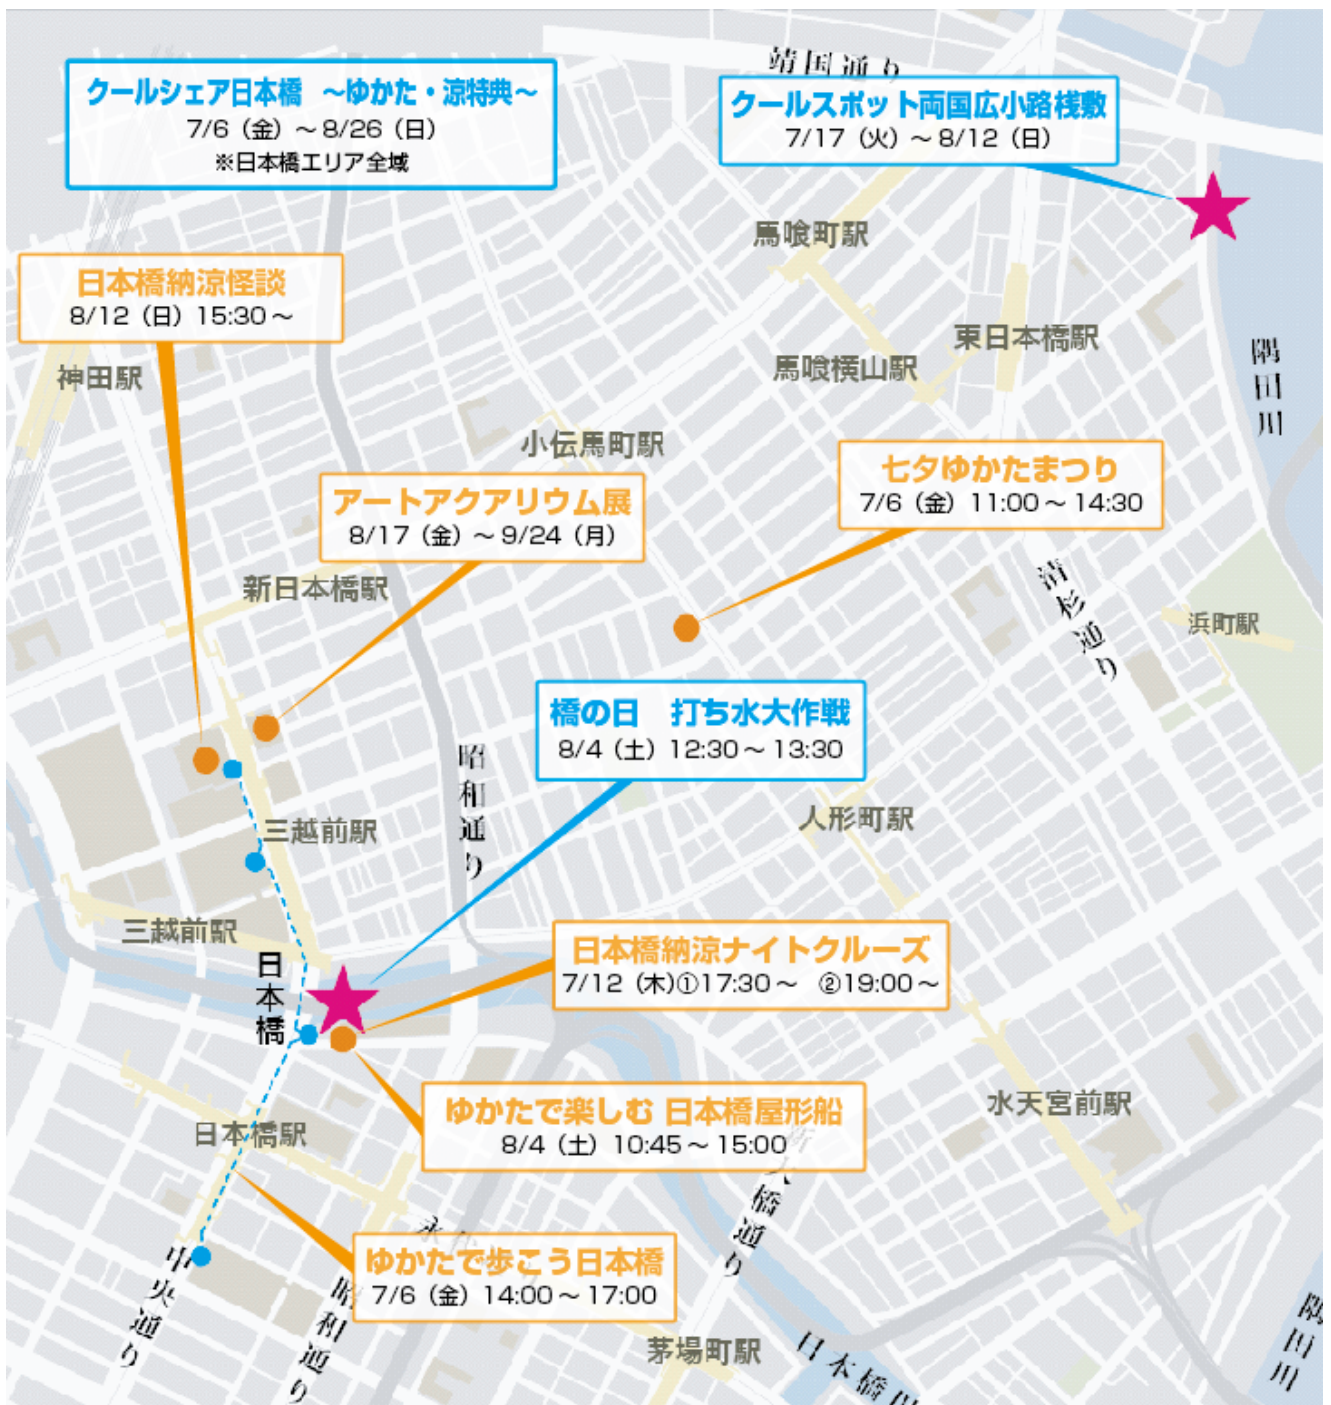 靖国通り
クールシェア日本橋 ～ゆかた・涼特典～
7/6（金）～8/26（日）
※日本橋エリア全域
クールスポット両国広小路桟敷
7/17（火）～8/12（日）
馬喰町駅
日本橋納涼怪談
8/12（日）15:30～
神田駅
東日本橋駅
馬喰横山駅
隅田川
小伝馬町駅
七夕ゆかたまつり
7/6（金）11:00～14:30
アートアクアリウム展
8/17（金）～9/24（月）
新日本橋駅
清杉通り
浜町駅
橋の日 打ち水大作戦
8/4（土）12:30～13:30
昭和通り
人形町駅
三越前駅
三越前駅
日本橋
日本橋納涼ナイトクルーズ
7/12（木）①17:30～ ②19:00～
水天宮前駅
ゆかたで楽しむ 日本橋屋形船
8/4（土）10:45～15:00
日本橋駅
新大橋通り
永代
ゆかたで歩こう日本橋
7/6（金）14:00～17:00
中央通り
昭和通り
茅場町駅
日本橋川
隅田川